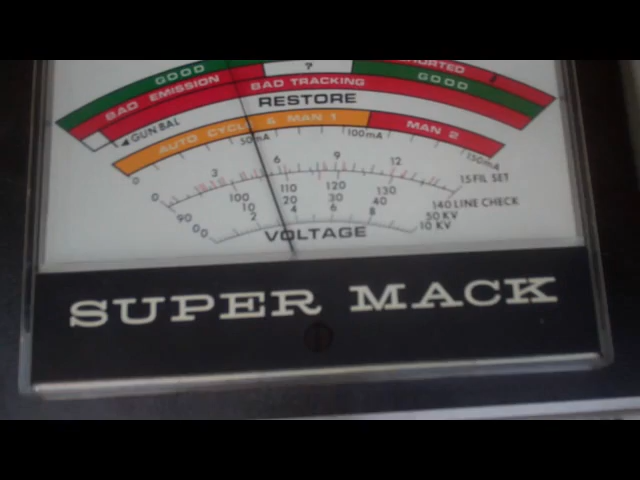 GOOD ? SHORTED
GOOD
BAD EMISSION BAD TRACKING
GUN BAL RESTORE
AUTO CYCLE & MAN 1 MAN 2
0 50mA 100mA 150mA
0 3 6 9 12 15 FIL SET
90 100 110 120 130 140 LINE CHECK
0 10 20 30 40 50 KV
0 2 4 6 8 10 KV
VOLTAGE
SUPER MACK